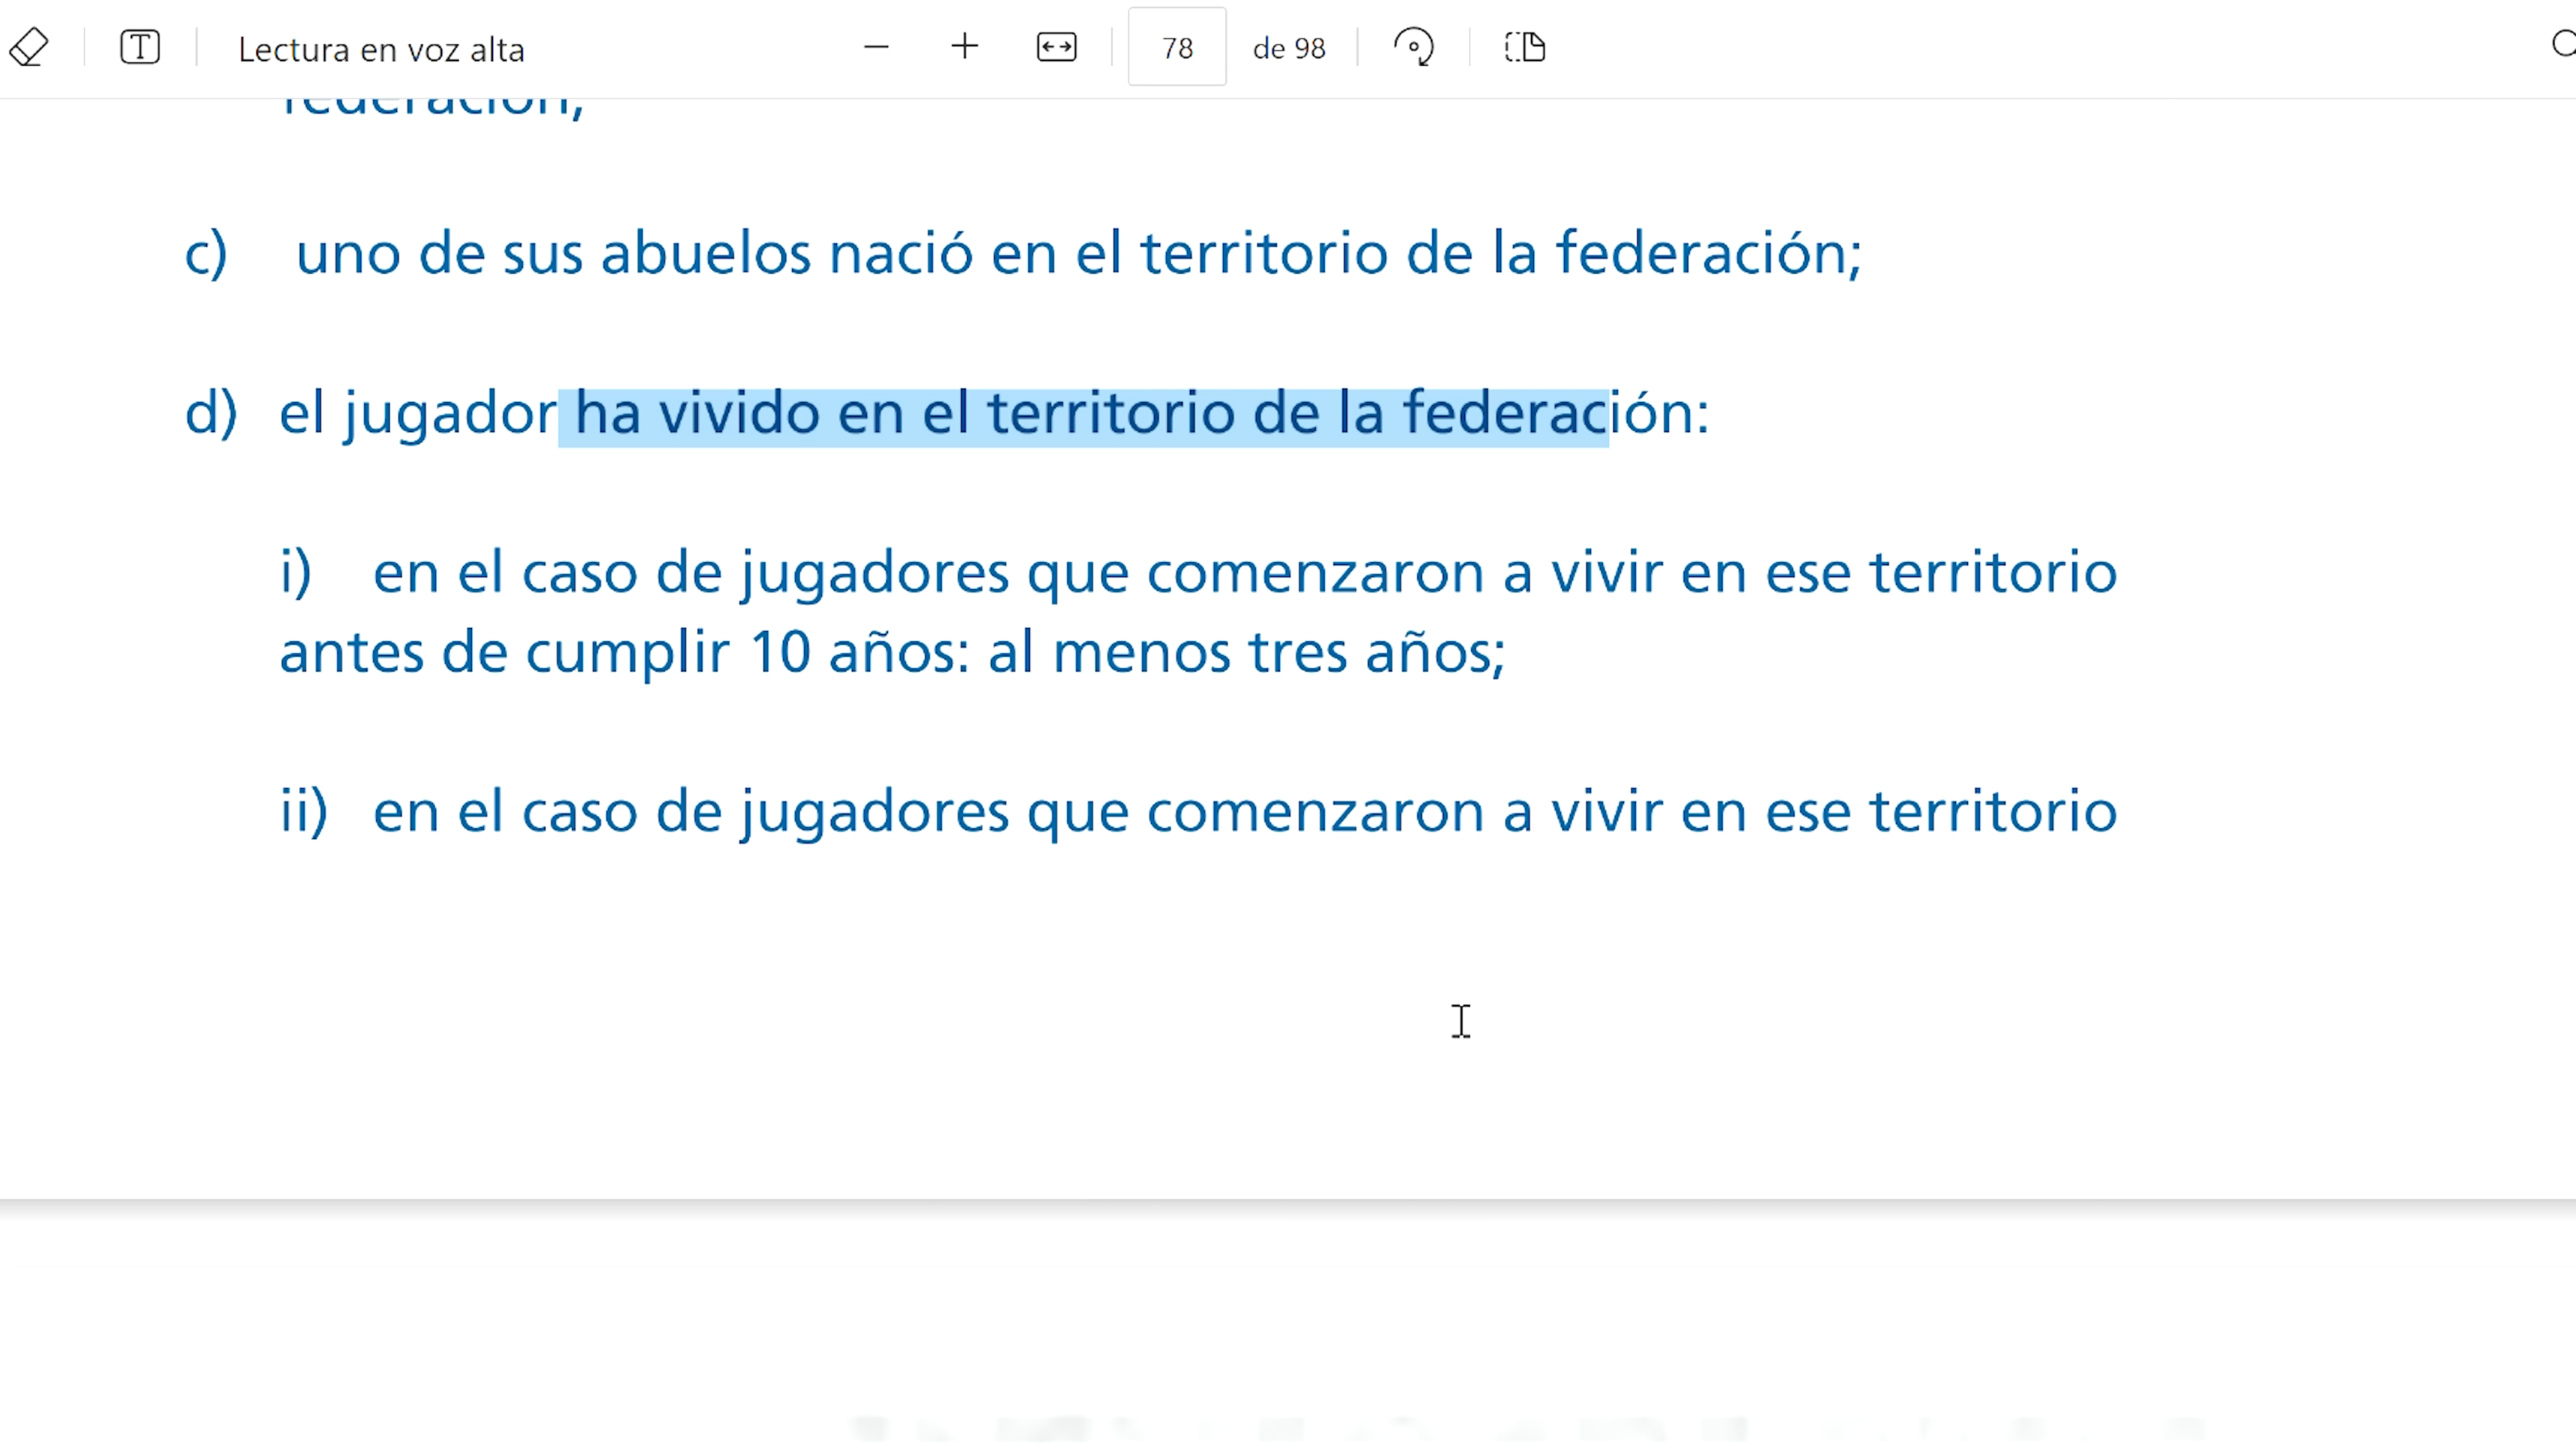 Lectura en voz alta
78 de 98
federación;
c) uno de sus abuelos nació en el territorio de la federación;
d) el jugador ha vivido en el territorio de la federación:
i) en el caso de jugadores que comenzaron a vivir en ese territorio
antes de cumplir 10 años: al menos tres años;
ii) en el caso de jugadores que comenzaron a vivir en ese territorio